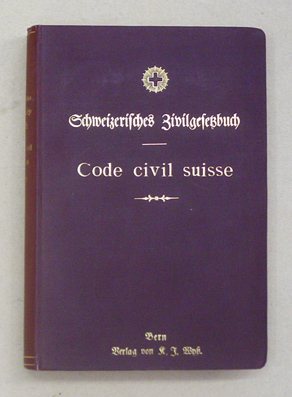 Schweizerisches Zivilgesetzbuch
Code civil suisse
Bern
Verlag von K. J. Wyß.